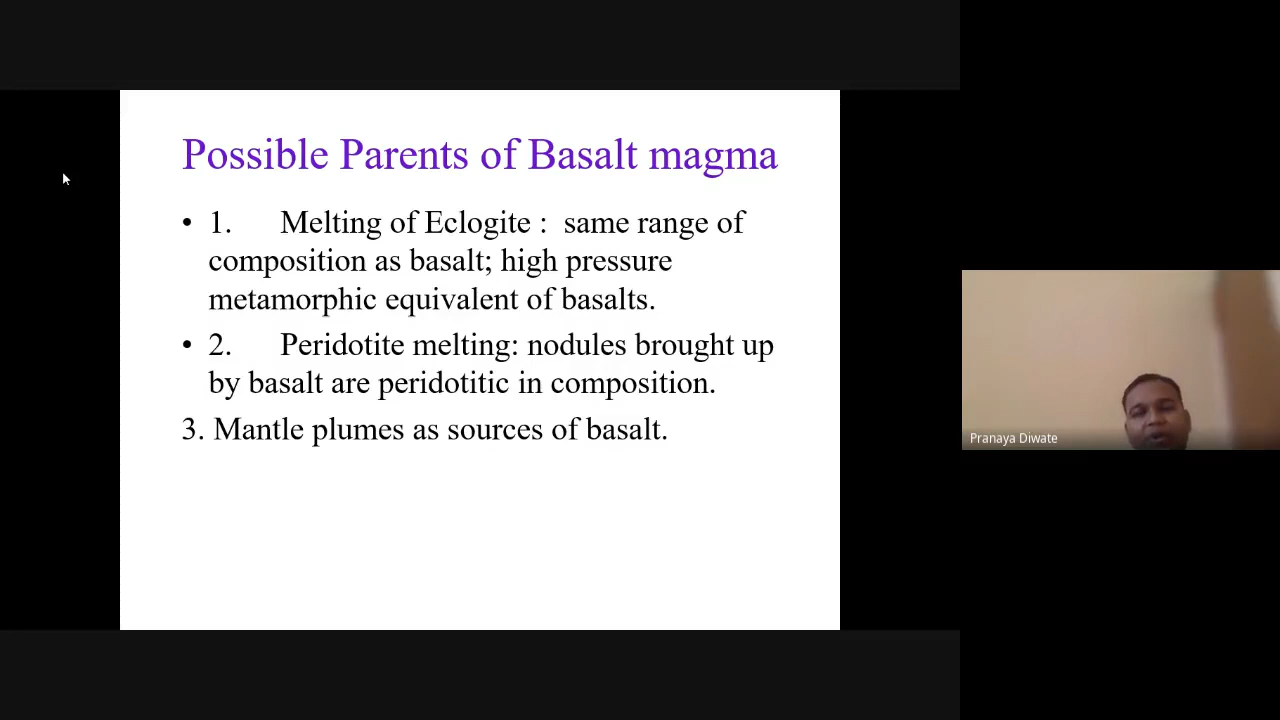 Possible Parents of Basalt magma
• 1. Melting of Eclogite : same range of
composition as basalt; high pressure
metamorphic equivalent of basalts.
• 2. Peridotite melting: nodules brought up
by basalt are peridotitic in composition.
3. Mantle plumes as sources of basalt.
Pranaya Diwate